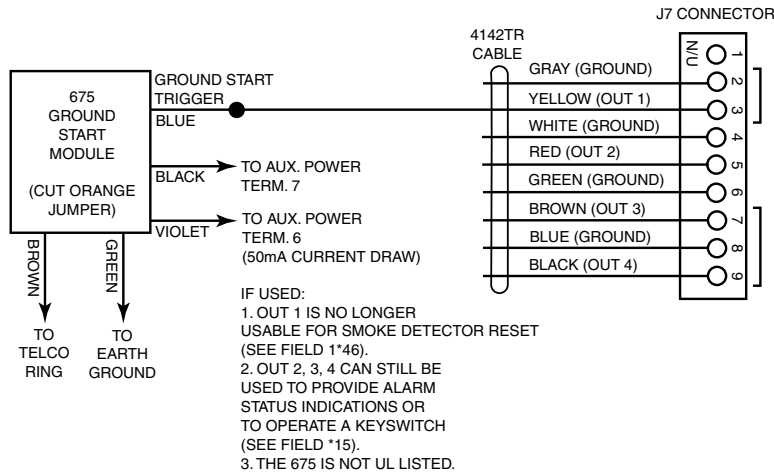 J7 CONNECTOR
4142TR
CABLE
N/U
1
GRAY (GROUND)
2
YELLOW (OUT 1)
3
WHITE (GROUND)
4
RED (OUT 2)
5
GREEN (GROUND)
6
BROWN (OUT 3)
7
BLUE (GROUND)
8
BLACK (OUT 4)
9
675
GROUND
START
MODULE
(CUT ORANGE
JUMPER)
GROUND START
TRIGGER
BLUE
BLACK
TO AUX. POWER
TERM. 7
VIOLET
TO AUX. POWER
TERM. 6
(50mA CURRENT DRAW)
BROWN
GREEN
TO
TELCO
RING
TO
EARTH
GROUND
IF USED:
1. OUT 1 IS NO LONGER
USABLE FOR SMOKE DETECTOR RESET
(SEE FIELD 1*46).
2. OUT 2, 3, 4 CAN STILL BE
USED TO PROVIDE ALARM
STATUS INDICATIONS OR
TO OPERATE A KEYSWITCH
(SEE FIELD *15).
3. THE 675 IS NOT UL LISTED.